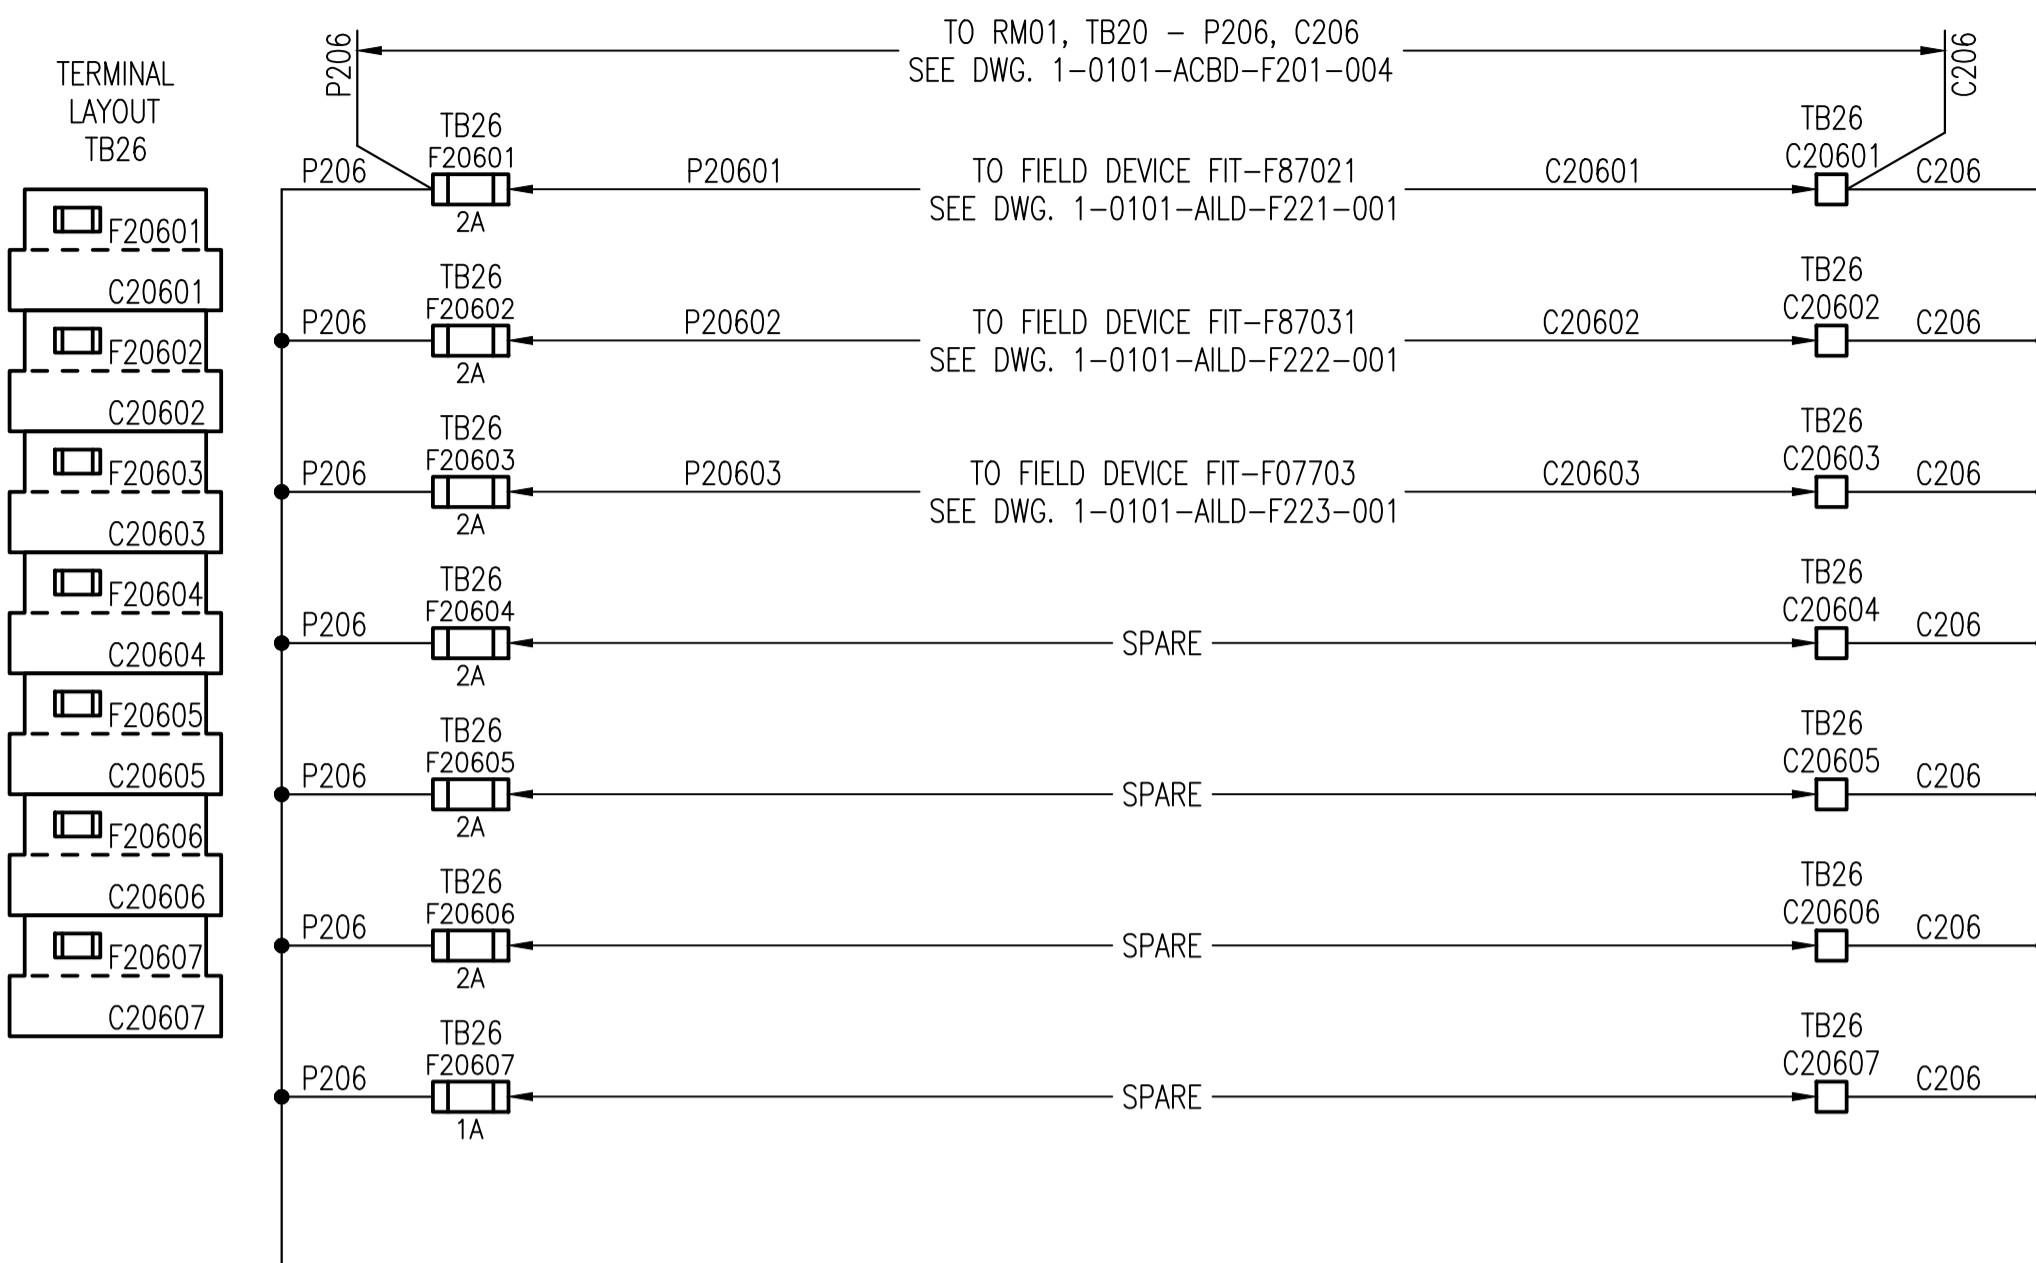 TERMINAL
LAYOUT
TB26
F20601
C20601
F20602
C20602
F20603
C20603
F20604
C20604
F20605
C20605
F20606
C20606
F20607
C20607
P206
TO RM01, TB20 - P206, C206
SEE DWG. 1-0101-ACBD-F201-004
C206
P206
TB26
F20601
2A
P20601
TO FIELD DEVICE FIT-F87021
SEE DWG. 1-0101-AILD-F221-001
C20601
TB26
C20601
C206
P206
TB26
F20602
2A
P20602
TO FIELD DEVICE FIT-F87031
SEE DWG. 1-0101-AILD-F222-001
C20602
TB26
C20602
C206
P206
TB26
F20603
2A
P20603
TO FIELD DEVICE FIT-F07703
SEE DWG. 1-0101-AILD-F223-001
C20603
TB26
C20603
C206
P206
TB26
F20604
2A
SPARE
TB26
C20604
C206
P206
TB26
F20605
2A
SPARE
TB26
C20605
C206
P206
TB26
F20606
2A
SPARE
TB26
C20606
C206
P206
TB26
F20607
1A
SPARE
TB26
C20607
C206